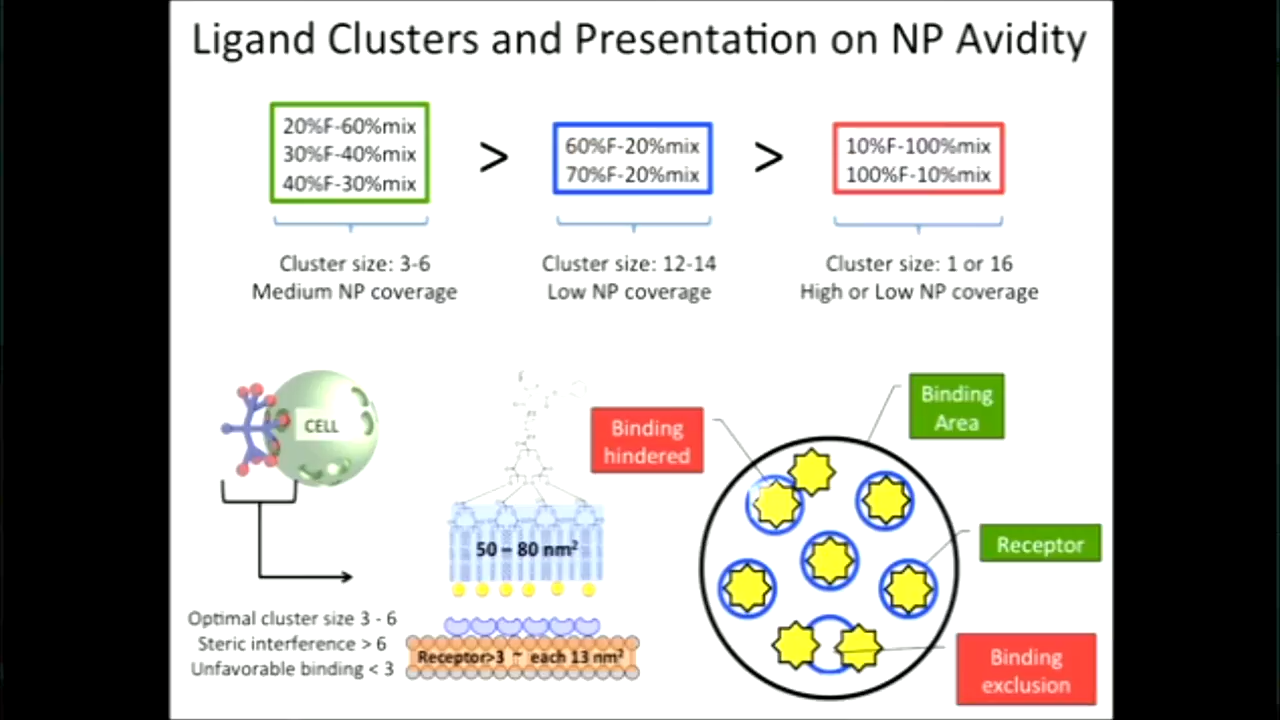 Ligand Clusters and Presentation on NP Avidity
20%F-60%mix
30%F-40%mix
40%F-30%mix
>
60%F-20%mix
70%F-20%mix
>
10%F-100%mix
100%F-10%mix
Cluster size: 3-6
Medium NP coverage
Cluster size: 12-14
Low NP coverage
Cluster size: 1 or 16
High or Low NP coverage
CELL
Optimal cluster size 3 - 6
Steric interference > 6
Unfavorable binding < 3
50 – 80 nm²
Receptor>3 ~ each 13 nm²
Binding
hindered
Binding
Area
Receptor
Binding
exclusion